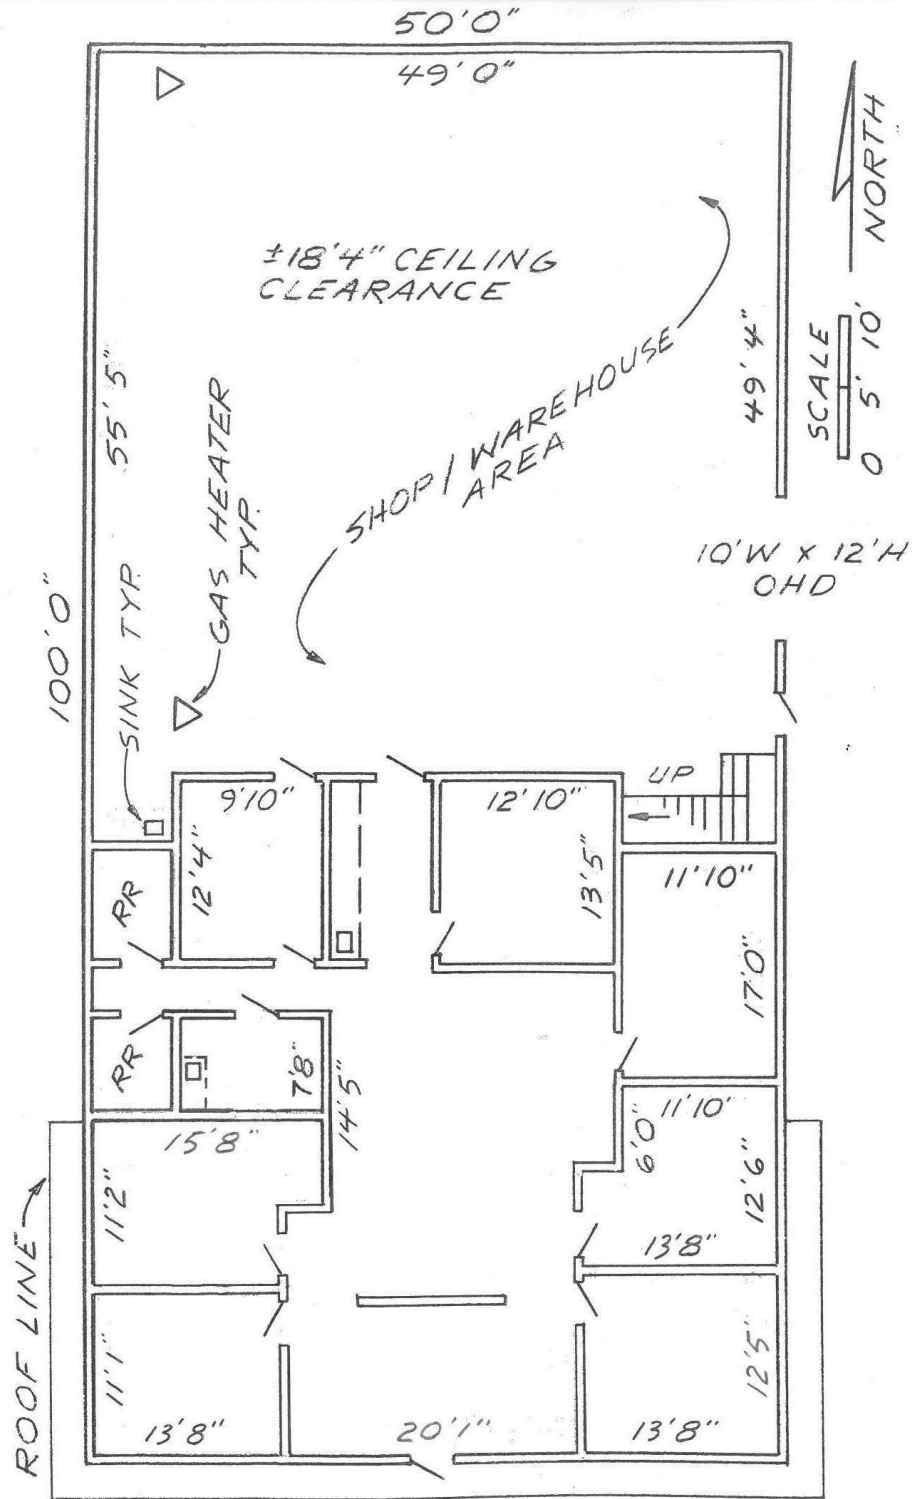 50'0"
49'0"
NORTH
±18'4" CEILING
CLEARANCE
49'4"
SCALE
0 5' 10'
55'5"
SHOP / WAREHOUSE
AREA
GAS HEATER
TYP.
10'W X 12'H
OHD
100'0"
SINK TYP.
UP
9'10"
12'10"
12'4"
13'5"
11'10"
RR
17'0"
RR
7'8"
14'5"
11'10'
6'0"
15'8"
11'2"
12'6"
13'8"
ROOF LINE
11'1"
12'5"
13'8"
20'1"
13'8"